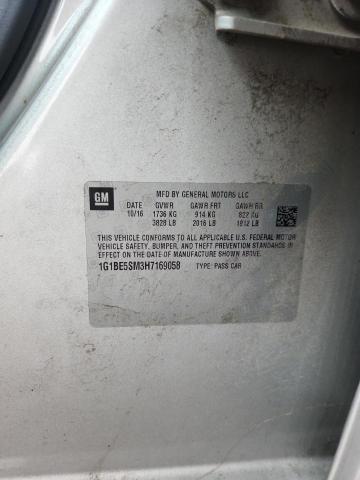 GM
MFD BY GENERAL MOTORS LLC
DATE GVWR GAWR FRT GAWR RR
10/16 1736 KG 914 KG 822 KG
3828 LB 2016 LB 1812 LB
THIS VEHICLE CONFORMS TO ALL APPLICABLE U.S. FEDERAL MOTOR
VEHICLE SAFETY, BUMPER, AND THEFT PREVENTION STANDARDS IN
EFFECT ON THE DATE OF MANUFACTURE SHOWN ABOVE.
1G1BE5SM3H7169058 TYPE: PASS CAR